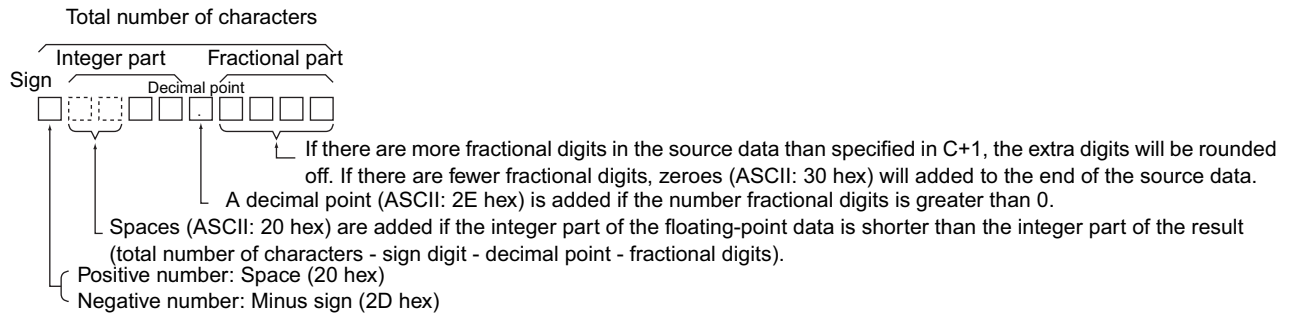 Total number of characters
Integer part Fractional part
Sign Decimal point
.
If there are more fractional digits in the source data than specified in C+1, the extra digits will be rounded
off. If there are fewer fractional digits, zeroes (ASCII: 30 hex) will added to the end of the source data.
A decimal point (ASCII: 2E hex) is added if the number fractional digits is greater than 0.
Spaces (ASCII: 20 hex) are added if the integer part of the floating-point data is shorter than the integer part of the result
(total number of characters - sign digit - decimal point - fractional digits).
Positive number: Space (20 hex)
Negative number: Minus sign (2D hex)